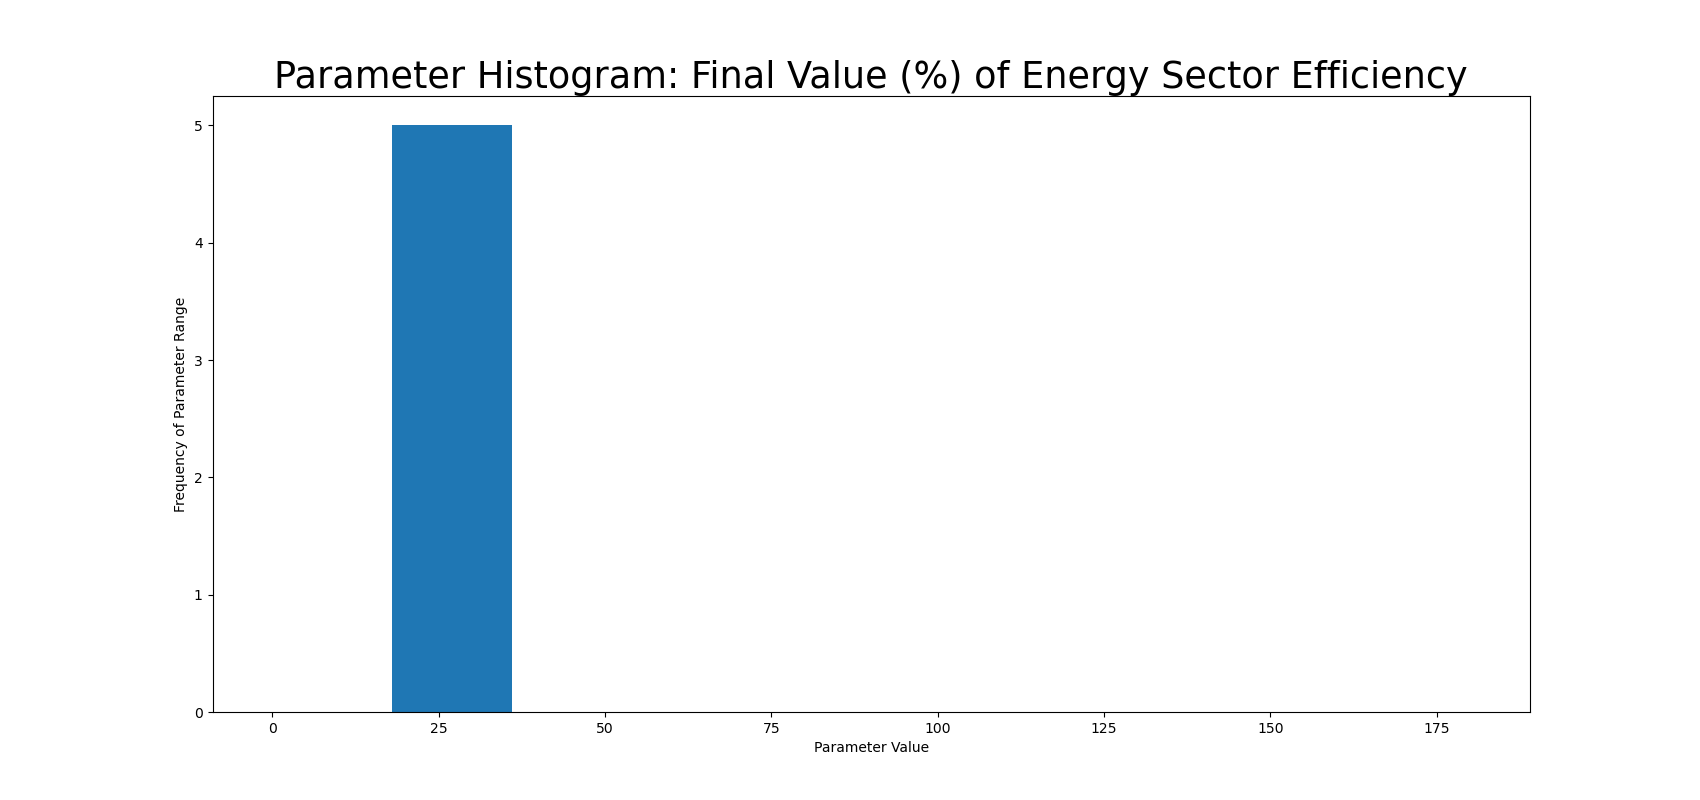 Parameter Histogram: Final Value (%) of Energy Sector Efficiency
5
4
3
2
1
0
Frequency of Parameter Range
0 25 50 75 100 125 150 175
Parameter Value